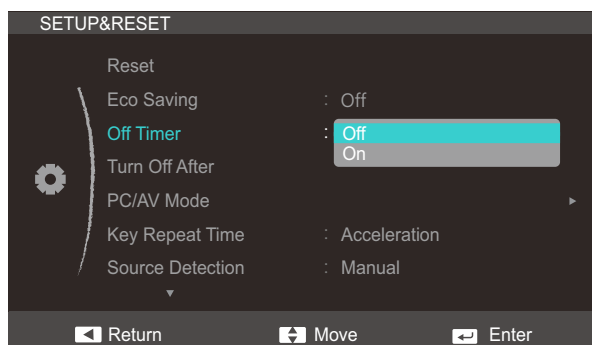 SETUP&RESET
Reset
Eco Saving : Off
Off Timer : Off
On
Turn Off After
PC/AV Mode
Key Repeat Time : Acceleration
Source Detection : Manual
Return Move Enter